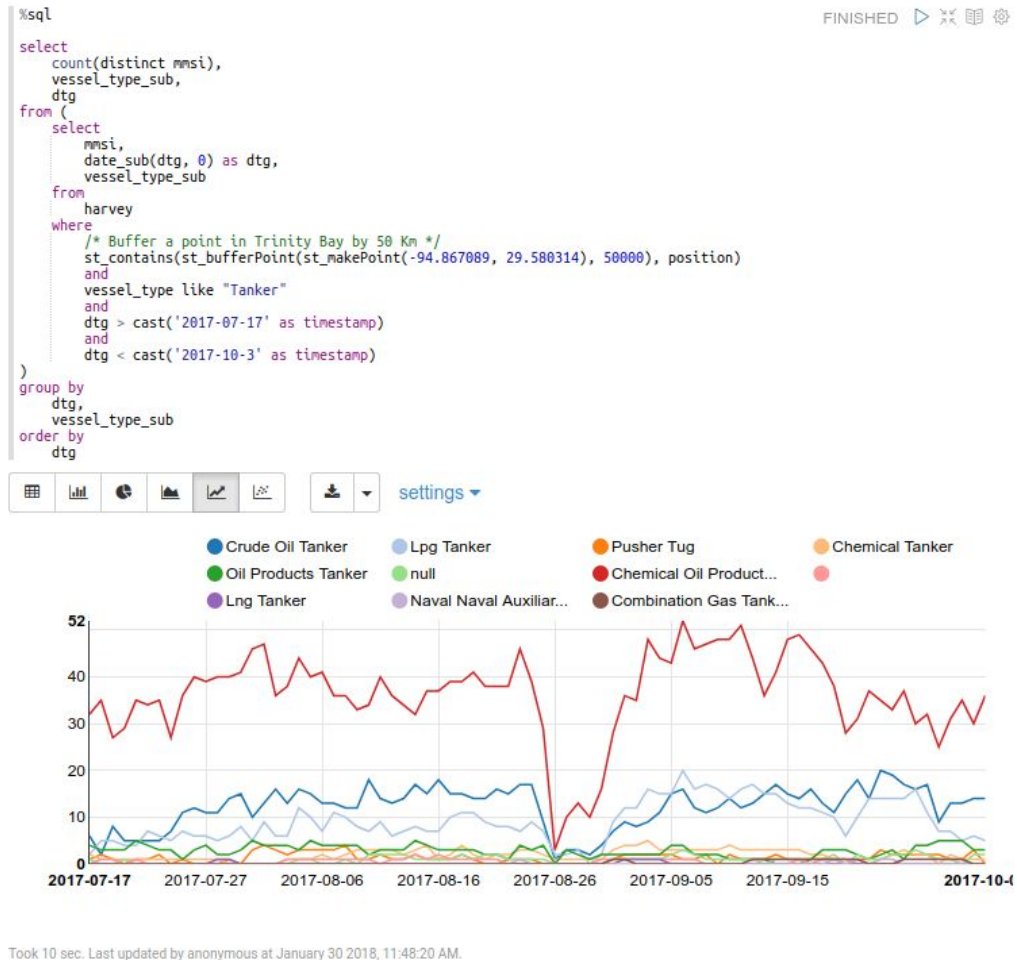 %sql
FINISHED
select
count(distinct mmsi),
vessel_type_sub,
dtg
from (
select
mmsi,
date_sub(dtg, 0) as dtg,
vessel_type_sub
from
harvey
where
/* Buffer a point in Trinity Bay by 50 Km */
st_contains(st_bufferPoint(st_makePoint(-94.867089, 29.580314), 50000), position)
and
vessel_type like "Tanker"
and
dtg > cast('2017-07-17' as timestamp)
and
dtg < cast('2017-10-3' as timestamp)
)
group by
dtg,
vessel_type_sub
order by
dtg
settings
Crude Oil Tanker Lpg Tanker Pusher Tug Chemical Tanker
Oil Products Tanker null Chemical Oil Product...
Lng Tanker Naval Naval Auxiliar... Combination Gas Tank...
52
40
30
20
10
0
2017-07-17 2017-07-27 2017-08-06 2017-08-16 2017-08-26 2017-09-05 2017-09-15 2017-10-
Took 10 sec. Last updated by anonymous at January 30 2018, 11:48:20 AM.